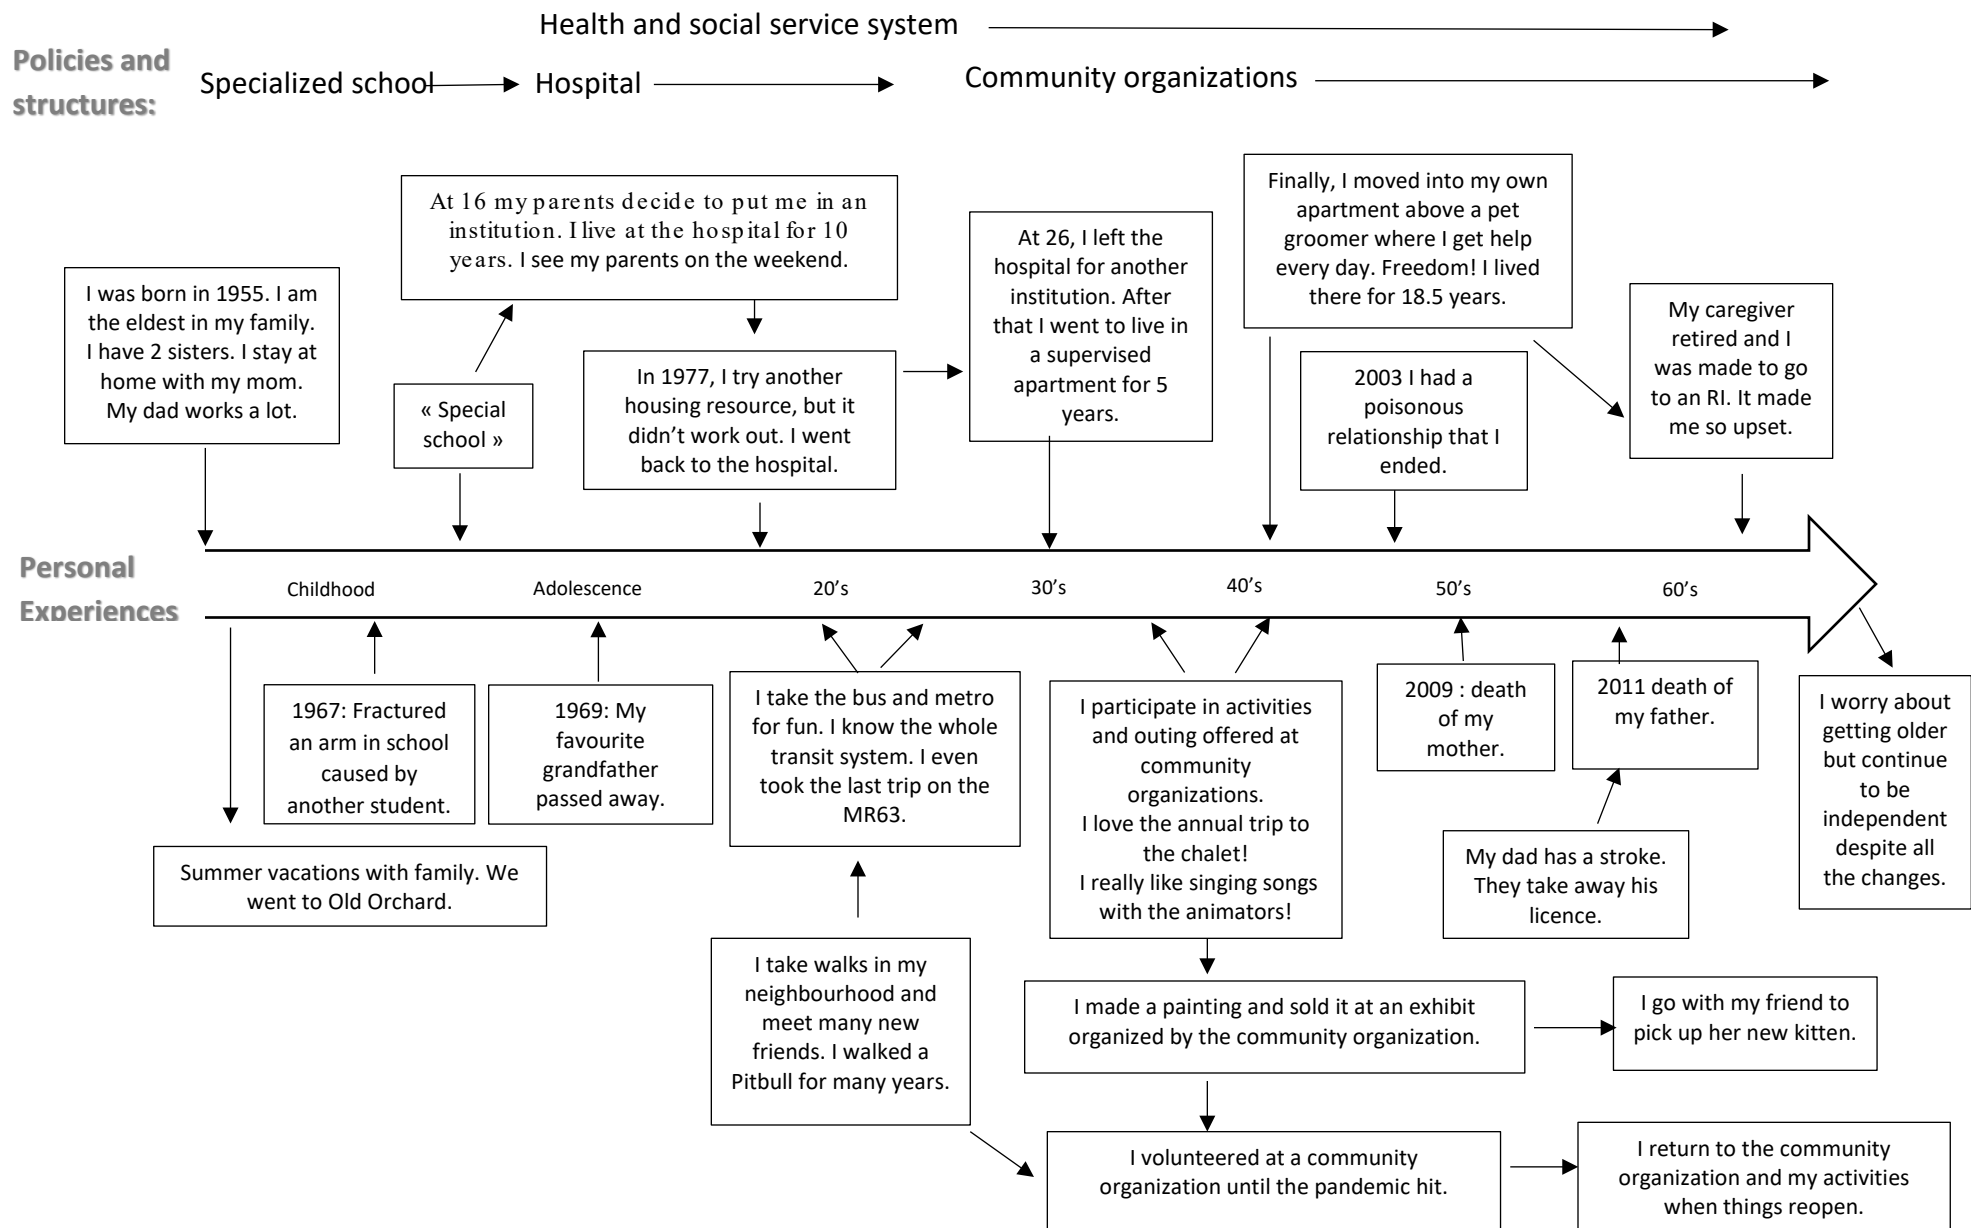 Health and social service system
Policies and
structures:
Specialized school
Hospital
Community organizations
I was born in 1955. I am
the eldest in my family.
I have 2 sisters. I stay at
home with my mom.
My dad works a lot.
At 16 my parents decide to put me in an
institution. I live at the hospital for 10
years. I see my parents on the weekend.
« Special
school »
In 1977, I try another
housing resource, but it
didn’t work out. I went
back to the hospital.
At 26, I left the
hospital for another
institution. After
that I went to live in
a supervised
apartment for 5
years.
Finally, I moved into my own
apartment above a pet
groomer where I get help
every day. Freedom! I lived
there for 18.5 years.
2003 I had a
poisonous
relationship that I
ended.
My caregiver
retired and I
was made to go
to an RI. It made
me so upset.
Personal
Experiences
Childhood
Adolescence
20’s
30’s
40’s
50’s
60’s
1967: Fractured
an arm in school
caused by
another student.
1969: My
favourite
grandfather
passed away.
Summer vacations with family. We
went to Old Orchard.
I take the bus and metro
for fun. I know the whole
transit system. I even
took the last trip on the
MR63.
I take walks in my
neighbourhood and
meet many new
friends. I walked a
Pitbull for many years.
I participate in activities
and outing offered at
community
organizations.
I love the annual trip to
the chalet!
I really like singing songs
with the animators!
2009 : death
of my
mother.
2011 death of
my father.
My dad has a stroke.
They take away his
licence.
I worry about
getting older
but continue
to be
independent
despite all
the changes.
I made a painting and sold it at an exhibit
organized by the community organization.
I go with my friend to
pick up her new kitten.
I volunteered at a community
organization until the pandemic hit.
I return to the community
organization and my activities
when things reopen.